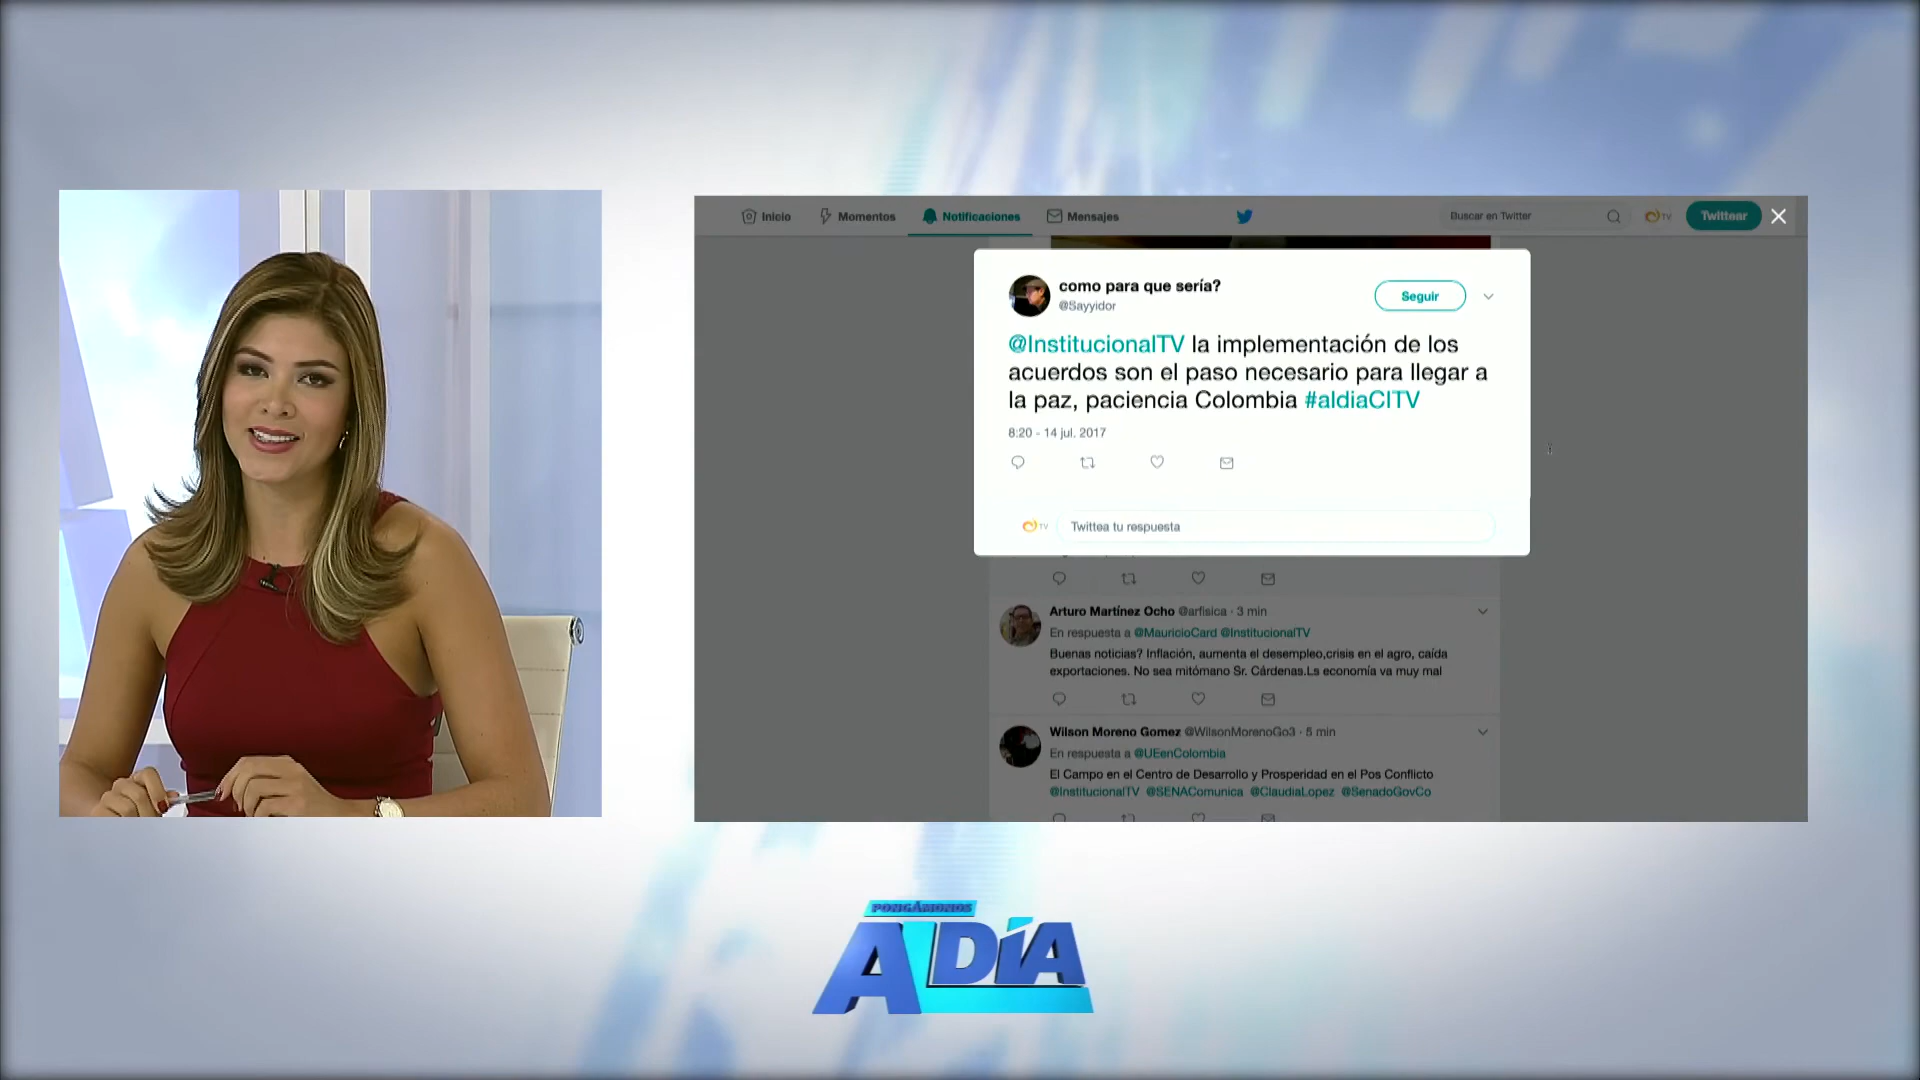 Inicio
Momentos
Notificaciones
Mensajes
Buscar en Twitter
TV
Twittear
como para que sería?
@Sayyidor
Seguir
@InstitucionalTV la implementación de los
acuerdos son el paso necesario para llegar a
la paz, paciencia Colombia #aldiaCITV
8:20 - 14 jul. 2017
TV
Twittea tu respuesta
Arturo Martínez Ocho @arfisica · 3 min
En respuesta a @MauricioCard @InstitucionalTV
Buenas noticias? Inflación, aumenta el desempleo,crisis en el agro, caída
exportaciones. No sea mitómano Sr. Cárdenas.Ls economía va muy mal
Wilson Moreno Gomez @WilsonMorenoGo3 · 5 min
En respuesta a @UEenColombia
El Campo en el Centro de Desarrollo y Prosperidad en el Pos Conflicto
@InstitucionalTV @SENAComunica @ClaudiaLopez @SenadoGovCo
PONGÁMONOS
AL DÍA